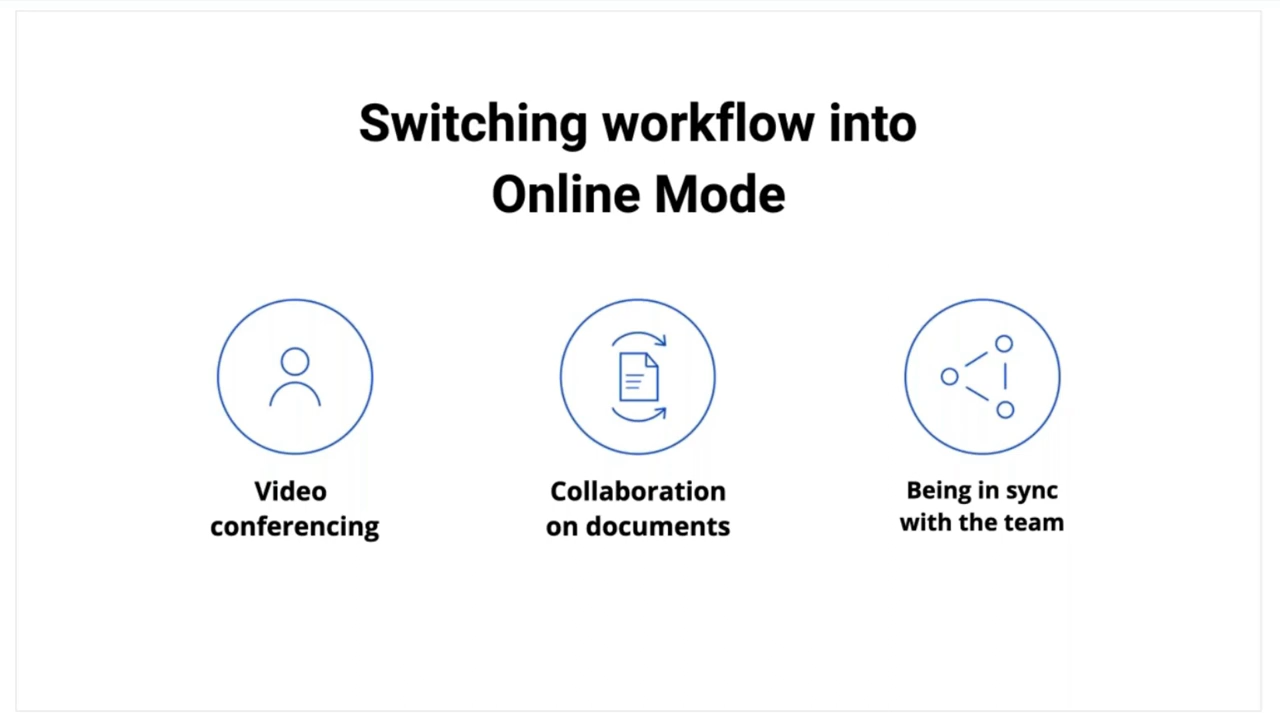 Switching workflow into
Online Mode
Video
conferencing
Collaboration
on documents
Being in sync
with the team